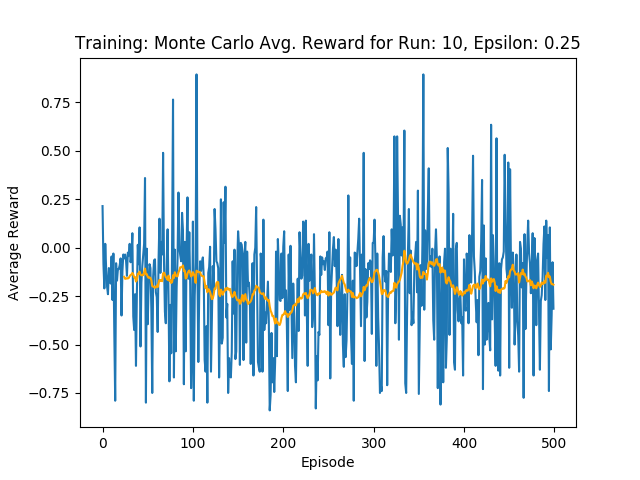 Training: Monte Carlo Avg. Reward for Run: 10, Epsilon: 0.25
Average Reward
0.75
0.50
0.25
0.00
−0.25
−0.50
−0.75
0 100 200 300 400 500
Episode